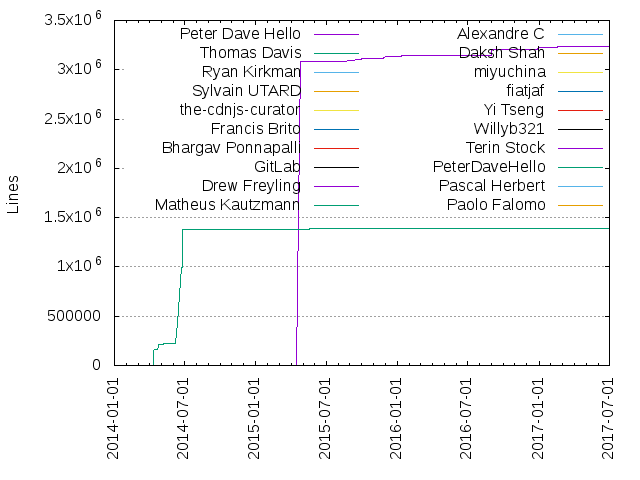 3.5x10^6
3x10^6
2.5x10^6
2x10^6
1.5x10^6
1x10^6
500000
0
Lines
Peter Dave Hello
Thomas Davis
Ryan Kirkman
Sylvain UTARD
the-cdnjs-curator
Francis Brito
Bhargav Ponnapalli
GitLab
Drew Freyling
Matheus Kautzmann
Alexandre C
Daksh Shah
miyuchina
fiatjaf
Yi Tseng
Willyb321
Terin Stock
PeterDaveHello
Pascal Herbert
Paolo Falomo
2014-01-01
2014-07-01
2015-01-01
2015-07-01
2016-01-01
2016-07-01
2017-01-01
2017-07-01